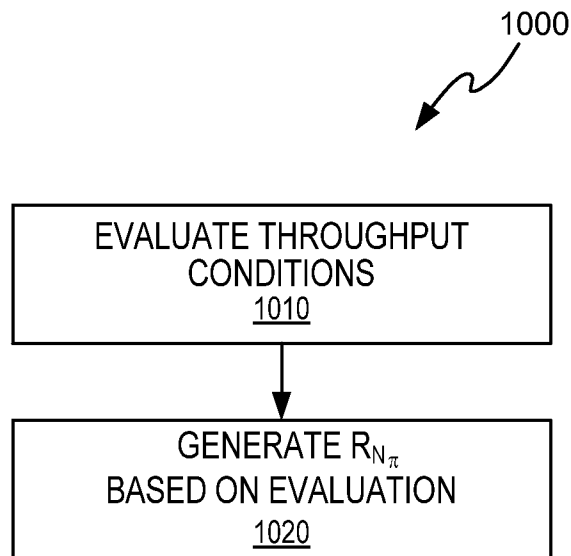 1000
EVALUATE THROUGHPUT
CONDITIONS
1010
GENERATE R_{N_π}
BASED ON EVALUATION
1020